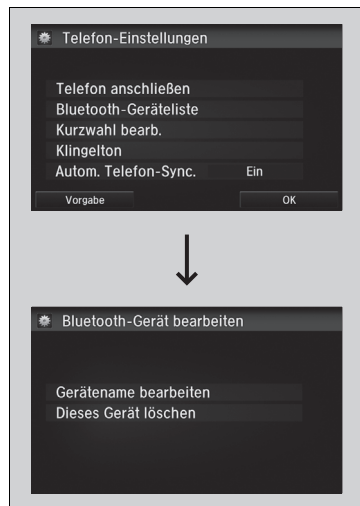 Telefon-Einstellungen
Telefon anschließen
Bluetooth-Geräteliste
Kurzwahl bearb.
Klingelton
Autom. Telefon-Sync. Ein
Vorgabe OK
Bluetooth-Gerät bearbeiten
Gerätename bearbeiten
Dieses Gerät löschen